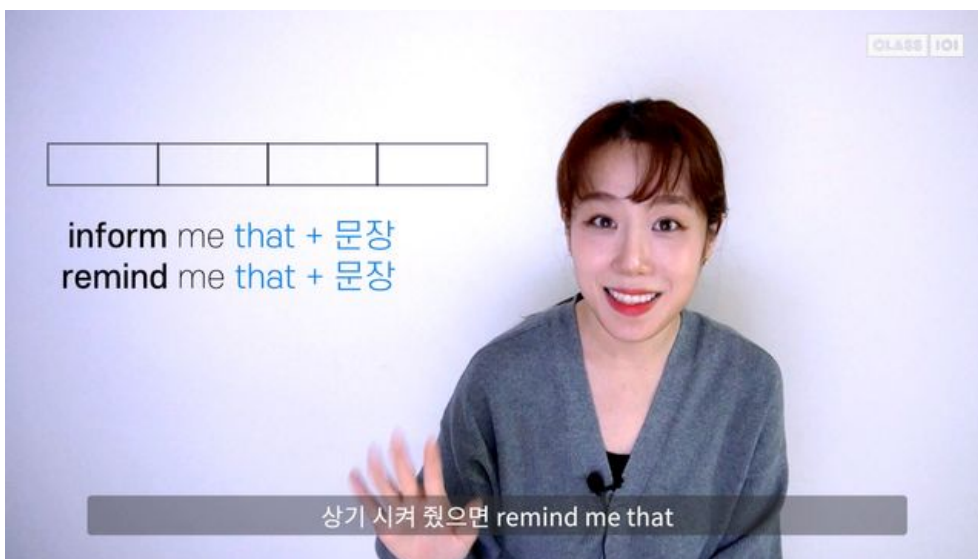 CLASS 101
inform me that + 문장
remind me that + 문장
상기 시켜 줬으면 remind me that